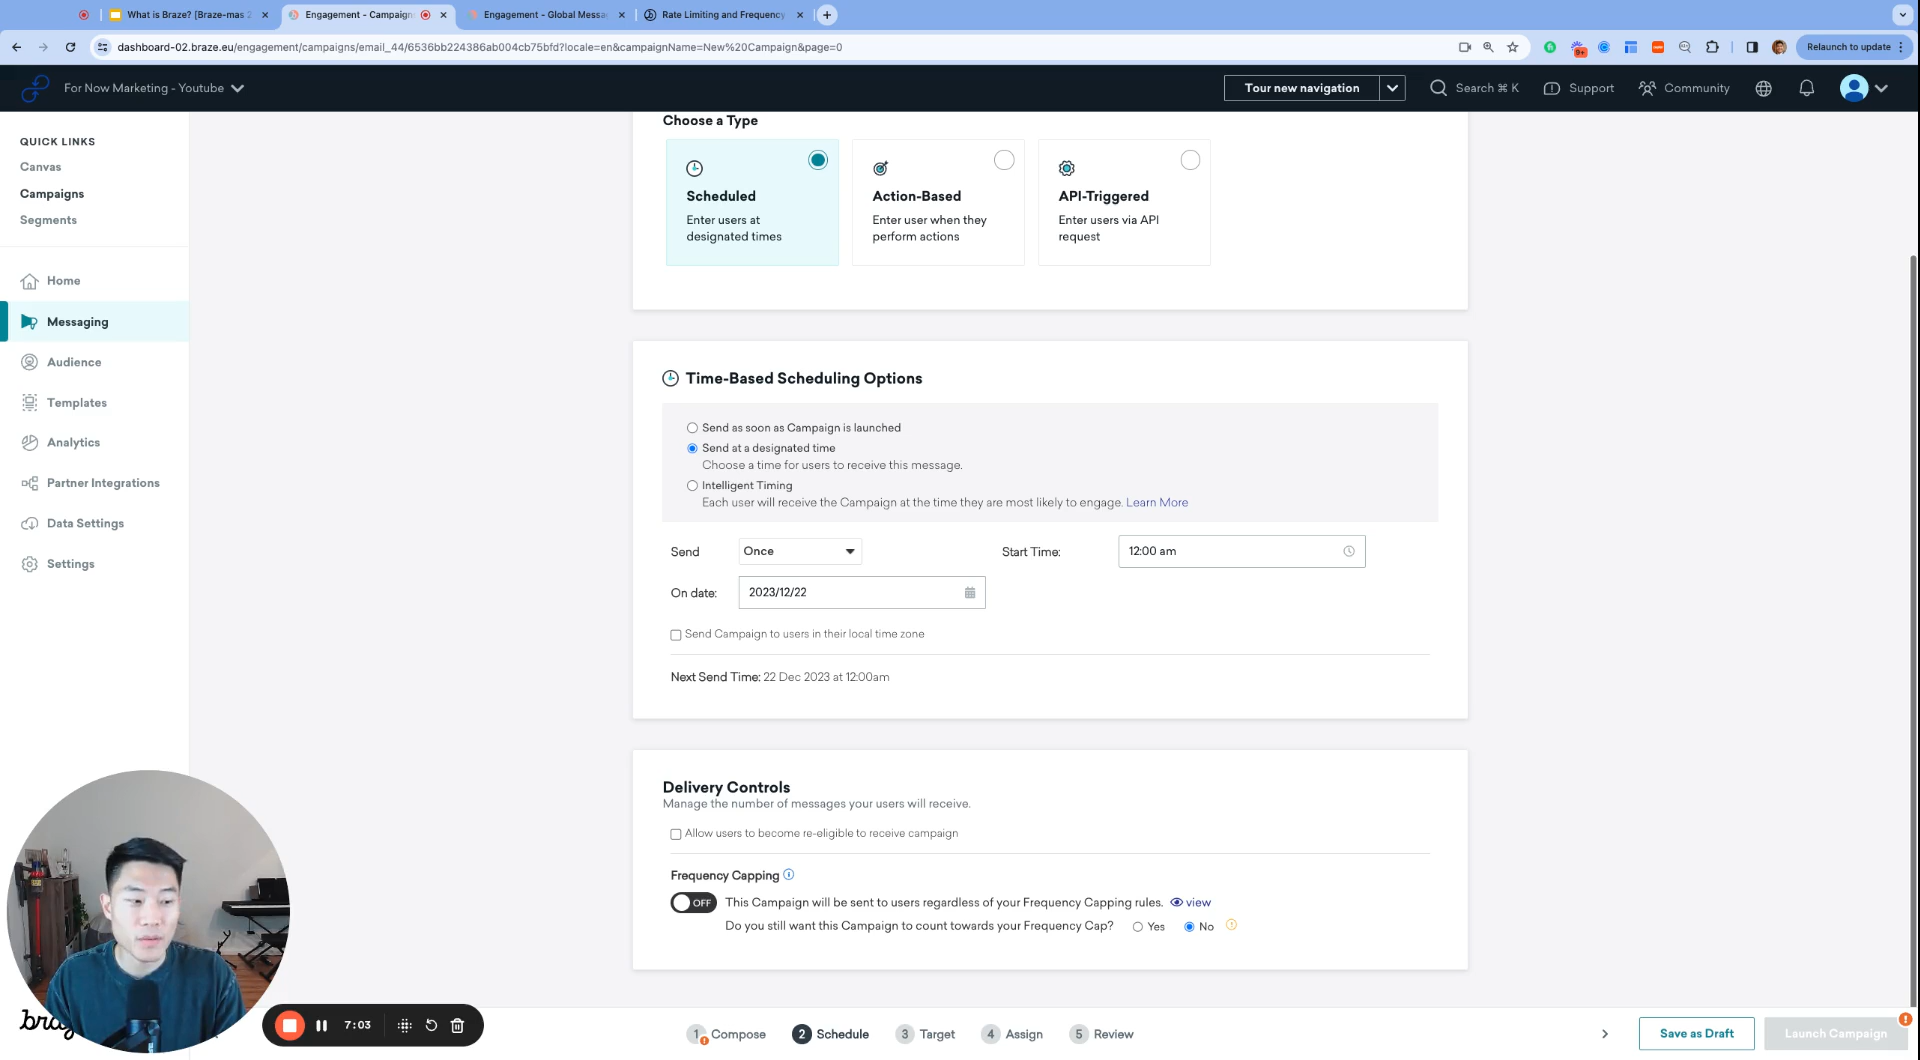 What is Braze? [Braze-mas 2
Engagement - Campaign
Engagement - Global Messa
Rate Limiting and Frequency
dashboard-02.braze.eu/engagement/campaigns/email_44/6536bb224386ab004cb75bfd?locale=en&campaignName=New%20Campaign&page=0
9+
Relaunch to update
For Now Marketing - Youtube
Tour new navigation
Search ⌘ K
Support
Community
QUICK LINKS
Canvas
Campaigns
Segments
Home
Messaging
Audience
Templates
Analytics
Partner Integrations
Data Settings
Settings
Choose a Type
Scheduled
Enter users at
designated times
Action-Based
Enter user when they
perform actions
API-Triggered
Enter users via API
request
Time-Based Scheduling Options
Send as soon as Campaign is launched
Send at a designated time
Choose a time for users to receive this message.
Intelligent Timing
Each user will receive the Campaign at the time they are most likely to engage. Learn More
Send
Once
Start Time:
12:00 am
On date:
2023/12/22
Send Campaign to users in their local time zone
Next Send Time: 22 Dec 2023 at 12:00am
Delivery Controls
Manage the number of messages your users will receive.
Allow users to become re-eligible to receive campaign
Frequency Capping
OFF
This Campaign will be sent to users regardless of your Frequency Capping rules. view
Do you still want this Campaign to count towards your Frequency Cap? Yes No
7:03
1 Compose
2 Schedule
3 Target
4 Assign
5 Review
Save as Draft
Launch Campaign